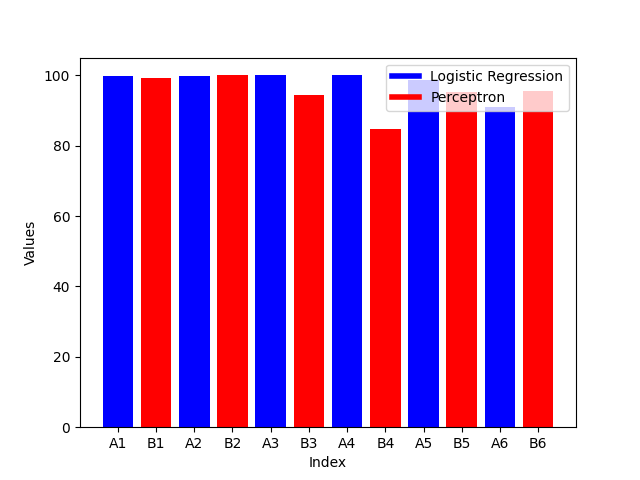 Logistic Regression
Perceptron
100
80
60
40
20
0
Values
A1 B1 A2 B2 A3 B3 A4 B4 A5 B5 A6 B6
Index